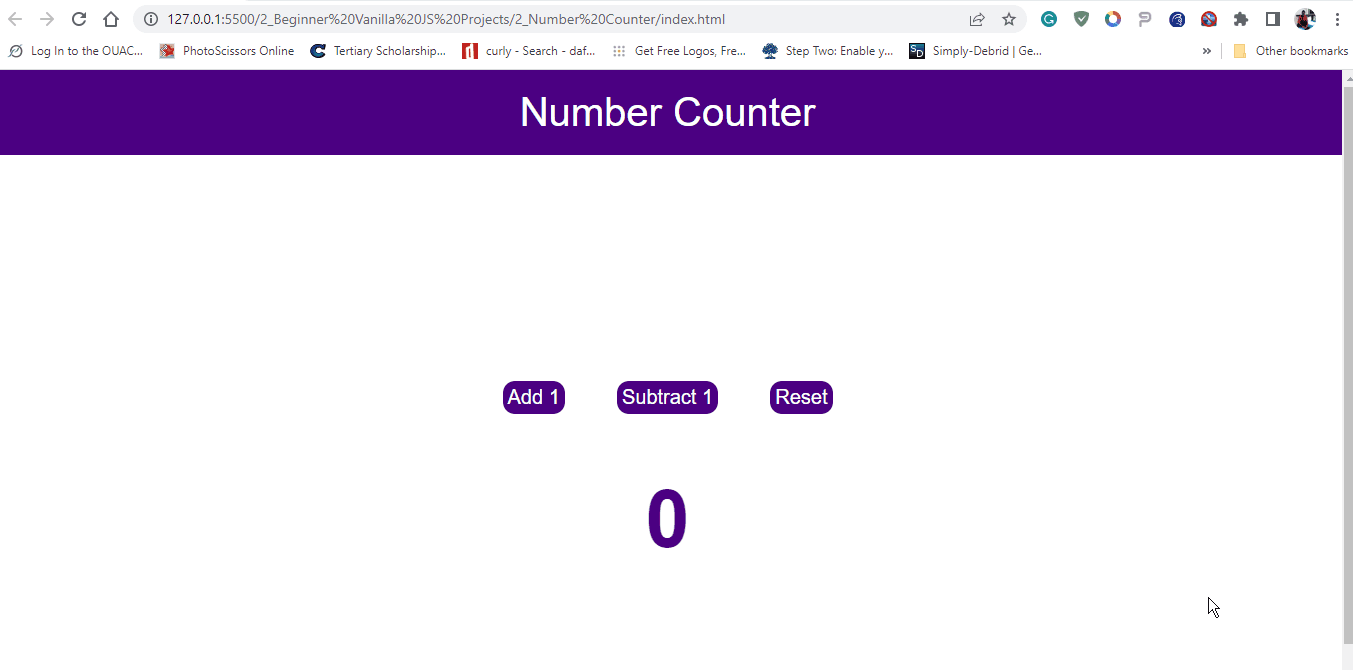 127.0.0.1:5500/2_Beginner%20Vanilla%20JS%20Projects/2_Number%20Counter/index.html
Log In to the OUAC... PhotoScissors Online Tertiary Scholarship... curly - Search - daf... Get Free Logos, Fre... Step Two: Enable y... SD Simply-Debrid | Ge... » Other bookmarks
Number Counter
Add 1 Subtract 1 Reset
0